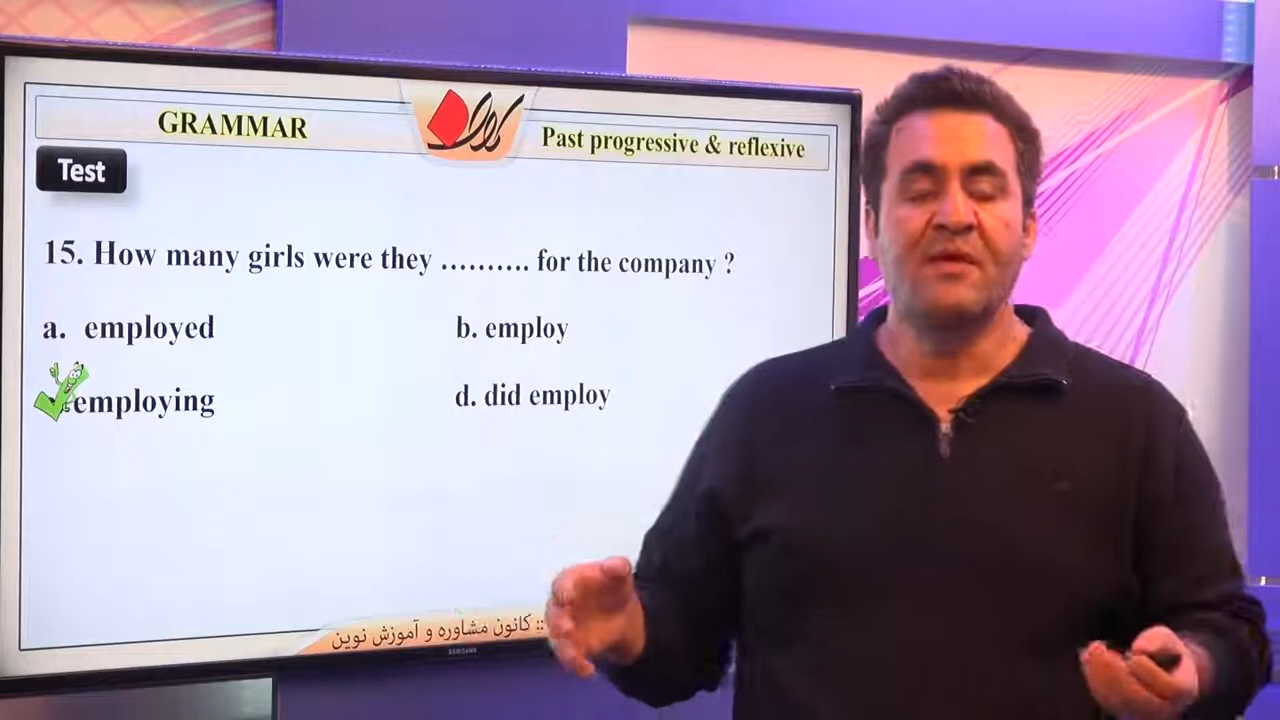 GRAMMAR
Past progressive & reflexive
Test
15. How many girls were they .......... for the company ?
a. employed
b. employ
employing
d. did employ
:: کانون مشاوره و آموزش نوین
SAMSUNG